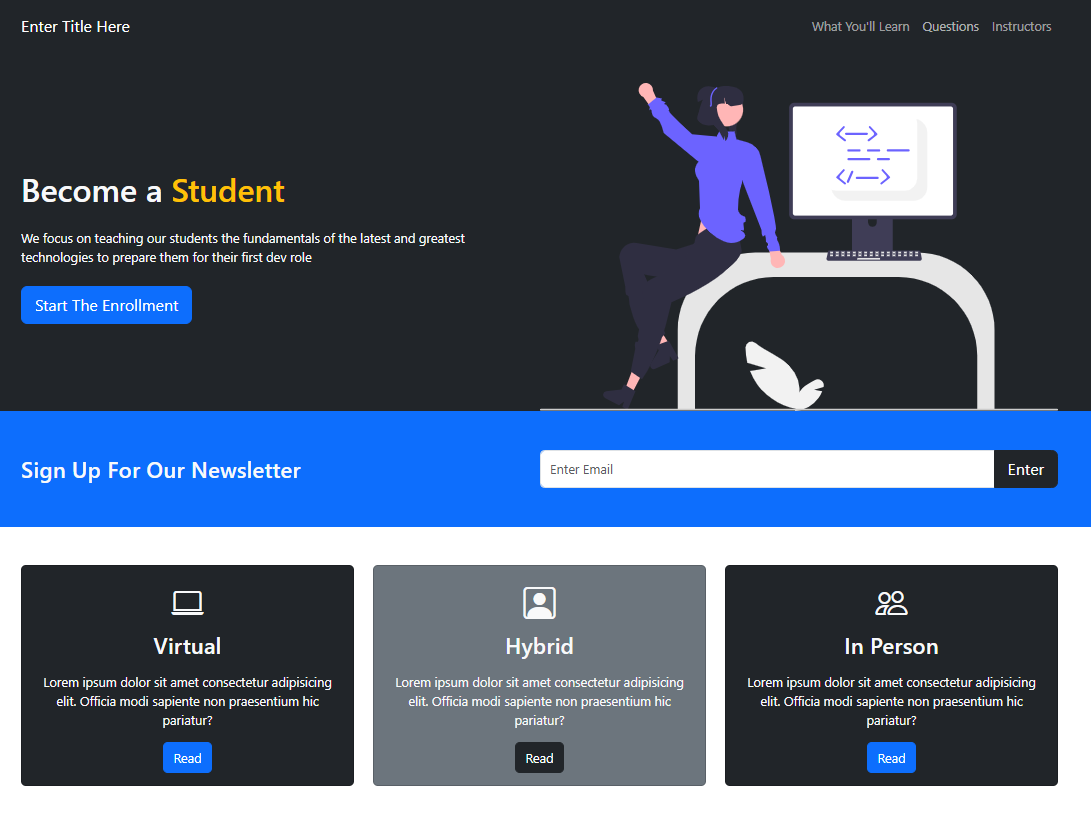 Enter Title Here
What You'll Learn Questions Instructors
Become a Student
We focus on teaching our students the fundamentals of the latest and greatest
technologies to prepare them for their first dev role
Start The Enrollment
Sign Up For Our Newsletter
Enter Email
Enter
Virtual
Lorem ipsum dolor sit amet consectetur adipisicing
elit. Officia modi sapiente non praesentium hic
pariatur?
Read
Hybrid
Lorem ipsum dolor sit amet consectetur adipisicing
elit. Officia modi sapiente non praesentium hic
pariatur?
Read
In Person
Lorem ipsum dolor sit amet consectetur adipisicing
elit. Officia modi sapiente non praesentium hic
pariatur?
Read